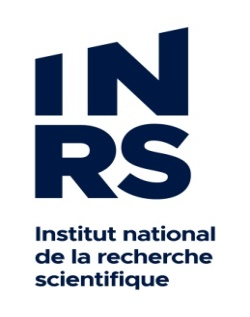 IN
RS
Institut national
de la recherche
scientifique